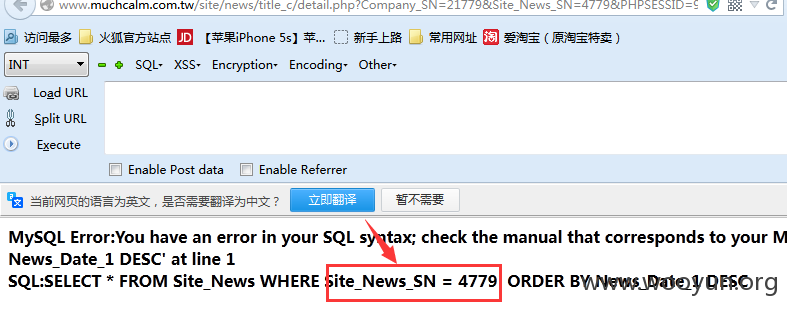 www.muchcalm.com.tw/site/news/title_c/detail.php?Company_SN=21779&Site_News_SN=4779&PHPSESSID=9
访问最多 火狐官方站点 JD 【苹果iPhone 5s】苹... 新手上路 常用网址 淘 爱淘宝（原淘宝特卖）
INT SQL XSS Encryption Encoding Other
Load URL
Split URL
Execute
Enable Post data Enable Referrer
当前网页的语言为英文，是否需要翻译为中文？ 立即翻译 暂不需要
MySQL Error:You have an error in your SQL syntax; check the manual that corresponds to your M
News_Date_1 DESC' at line 1
SQL:SELECT * FROM Site_News WHERE Site_News_SN = 4779 ORDER BY News_Date_1 DESC
www.wooyun.org